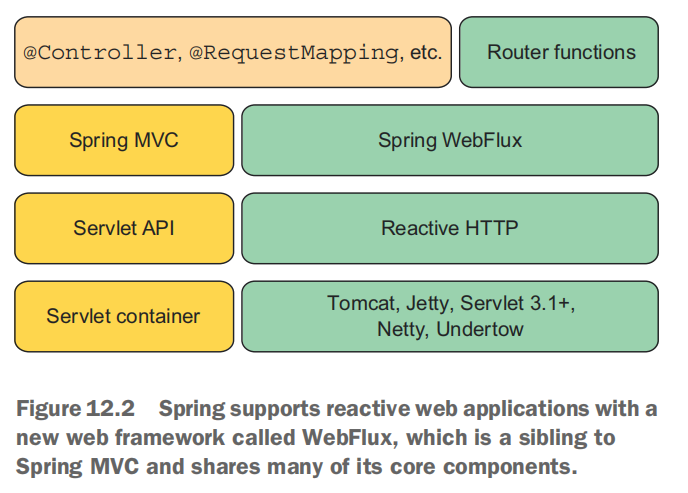 @Controller, @RequestMapping, etc.
Router functions
Spring MVC
Spring WebFlux
Servlet API
Reactive HTTP
Servlet container
Tomcat, Jetty, Servlet 3.1+,
Netty, Undertow
Figure 12.2 Spring supports reactive web applications with a
new web framework called WebFlux, which is a sibling to
Spring MVC and shares many of its core components.